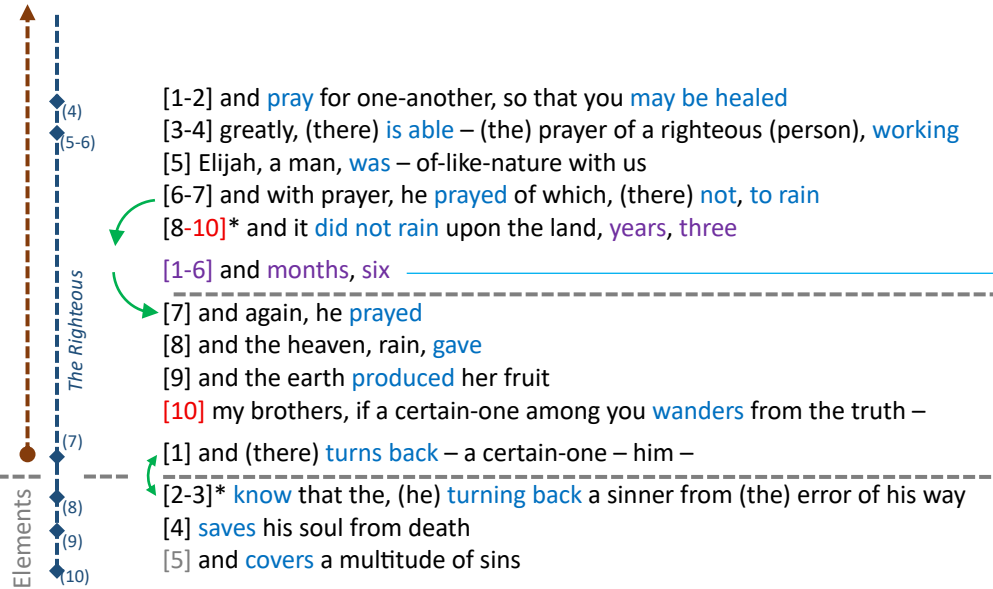 [1-2] and pray for one-another, so that you may be healed
(4)
[3-4] greatly, (there) is able – (the) prayer of a righteous (person), working
(5-6)
[5] Elijah, a man, was – of-like-nature with us
[6-7] and with prayer, he prayed of which, (there) not, to rain
[8-10]* and it did not rain upon the land, years, three
[1-6] and months, six
The Righteous
[7] and again, he prayed
[8] and the heaven, rain, gave
[9] and the earth produced her fruit
[10] my brothers, if a certain-one among you wanders from the truth –
(7)
[1] and (there) turns back – a certain-one – him –
Elements
[2-3]* know that the, (he) turning back a sinner from (the) error of his way
(8)
[4] saves his soul from death
(9)
[5] and covers a multitude of sins
(10)